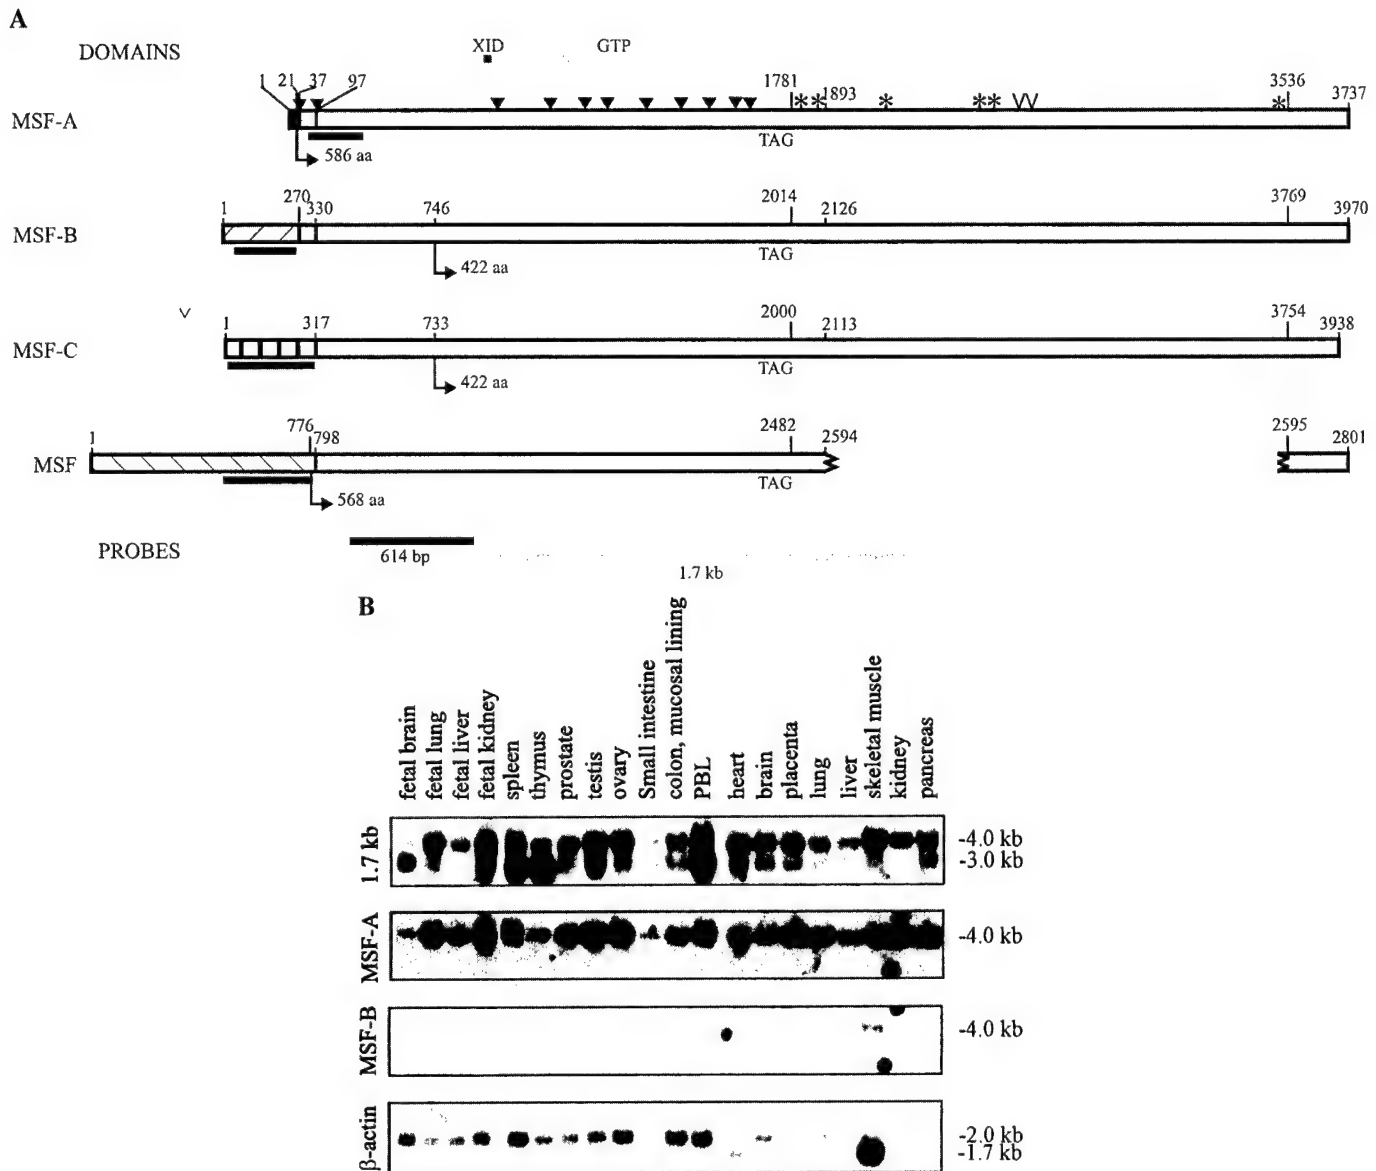 A
DOMAINS
XID
GTP
1 21 37 97 1781 1893 3536 3737
* * * * * VV *
MSF-A
TAG
586 aa
1 270 330 746 2014 2126 3769 3970
MSF-B
TAG
422 aa
V
1 317 733 2000 2113 3754 3938
MSF-C
TAG
422 aa
1 776 798 2482 2594 2595 2801
MSF
TAG
568 aa
PROBES
614 bp
1.7 kb
B
fetal brain
fetal lung
fetal liver
fetal kidney
spleen
thymus
prostate
testis
ovary
Small intestine
colon, mucosal lining
PBL
heart
brain
placenta
lung
liver
skeletal muscle
kidney
pancreas
1.7 kb
-4.0 kb
-3.0 kb
MSF-A
-4.0 kb
MSF-B
-4.0 kb
β-actin
-2.0 kb
-1.7 kb